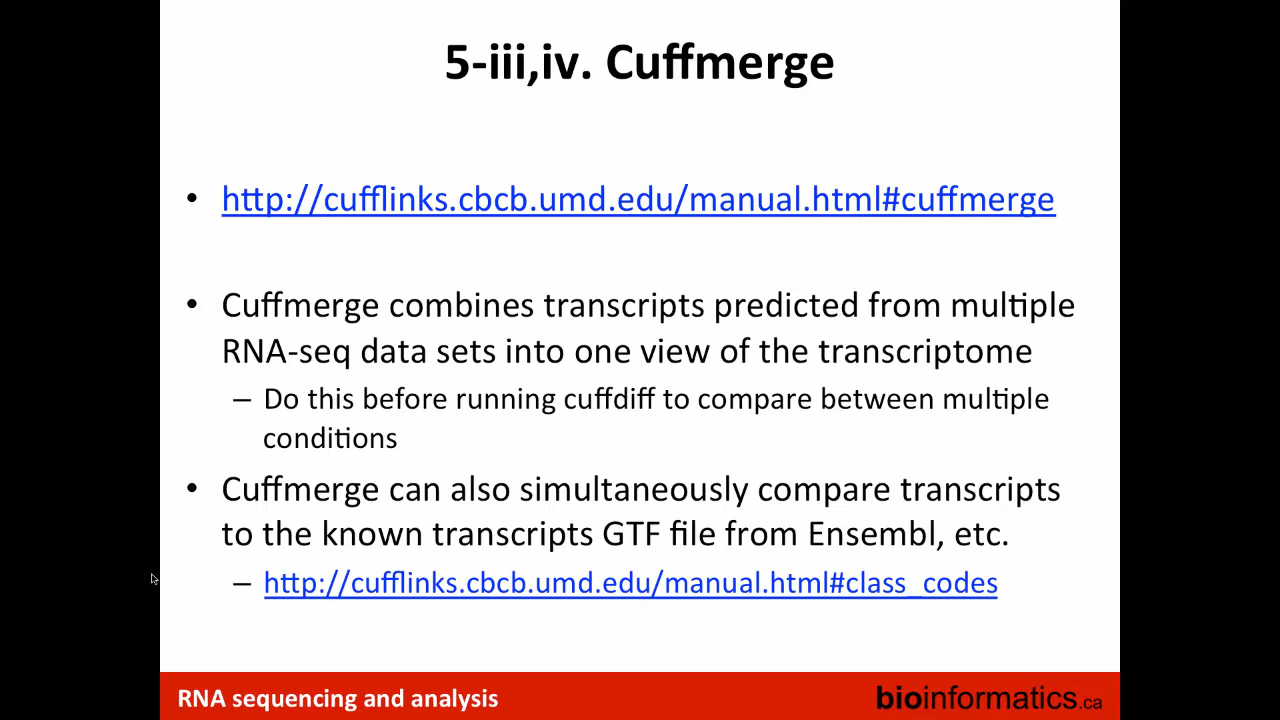 5-iii,iv. Cuffmerge
• http://cufflinks.cbcb.umd.edu/manual.html#cuffmerge
• Cuffmerge combines transcripts predicted from multiple
RNA-seq data sets into one view of the transcriptome
– Do this before running cuffdiff to compare between multiple
conditions
• Cuffmerge can also simultaneously compare transcripts
to the known transcripts GTF file from Ensembl, etc.
– http://cufflinks.cbcb.umd.edu/manual.html#class_codes
RNA sequencing and analysis
bioinformatics.ca